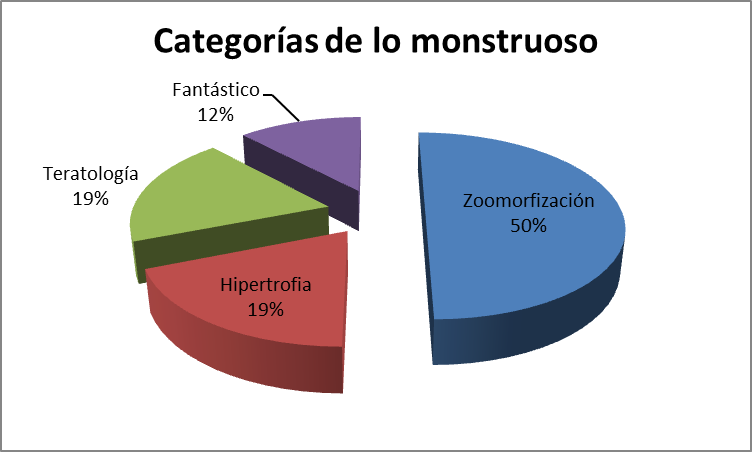 Categorías de lo monstruoso
Fantástico
12%
Teratología
19%
Zoomorfización
50%
Hipertrofia
19%